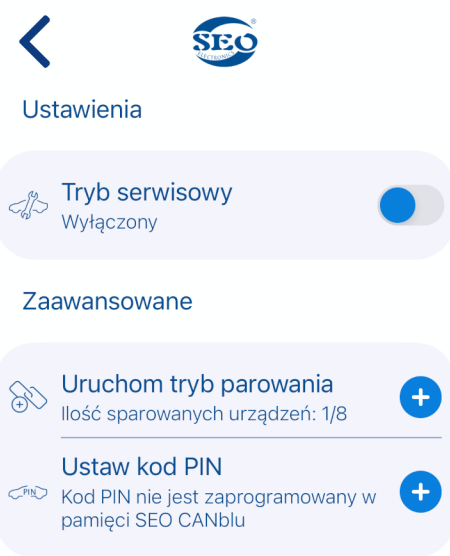 SEO
ELECTRONICS
®
Ustawienia
Tryb serwisowy
Wyłączony
Zaawansowane
Uruchom tryb parowania
Ilość sparowanych urządzeń: 1/8
Ustaw kod PIN
PIN
Kod PIN nie jest zaprogramowany w
pamięci SEO CANblu